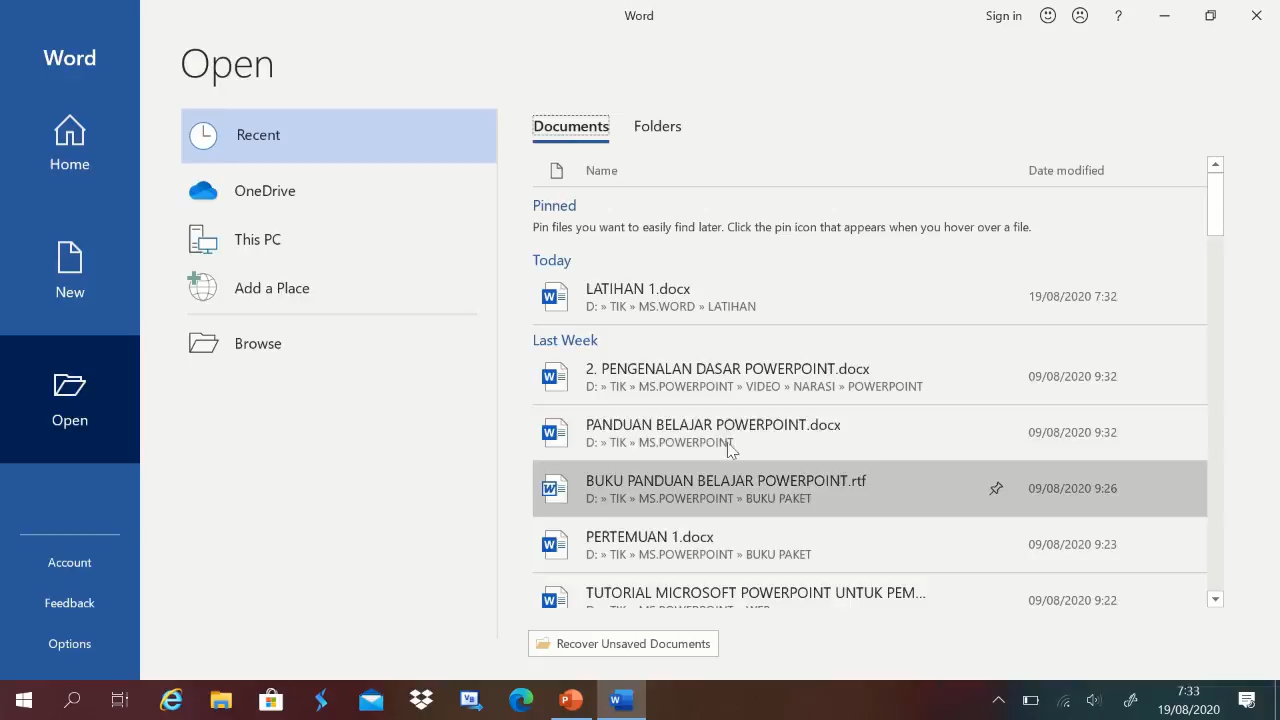 Word
Sign in
?
Word
Home
New
Open
Account
Feedback
Options
Open
Recent
OneDrive
This PC
Add a Place
Browse
Documents Folders
Name Date modified
Pinned
Pin files you want to easily find later. Click the pin icon that appears when you hover over a file.
Today
LATIHAN 1.docx 19/08/2020 7:32
D: » TIK » MS.WORD » LATIHAN
Last Week
2. PENGENALAN DASAR POWERPOINT.docx 09/08/2020 9:32
D: » TIK » MS.POWERPOINT » VIDEO » NARASI » POWERPOINT
PANDUAN BELAJAR POWERPOINT.docx 09/08/2020 9:32
D: » TIK » MS.POWERPOINT
BUKU PANDUAN BELAJAR POWERPOINT.rtf 09/08/2020 9:26
D: » TIK » MS.POWERPOINT » BUKU PAKET
PERTEMUAN 1.docx 09/08/2020 9:23
D: » TIK » MS.POWERPOINT » BUKU PAKET
TUTORIAL MICROSOFT POWERPOINT UNTUK PEM... 09/08/2020 9:22
Recover Unsaved Documents
7:33
19/08/2020